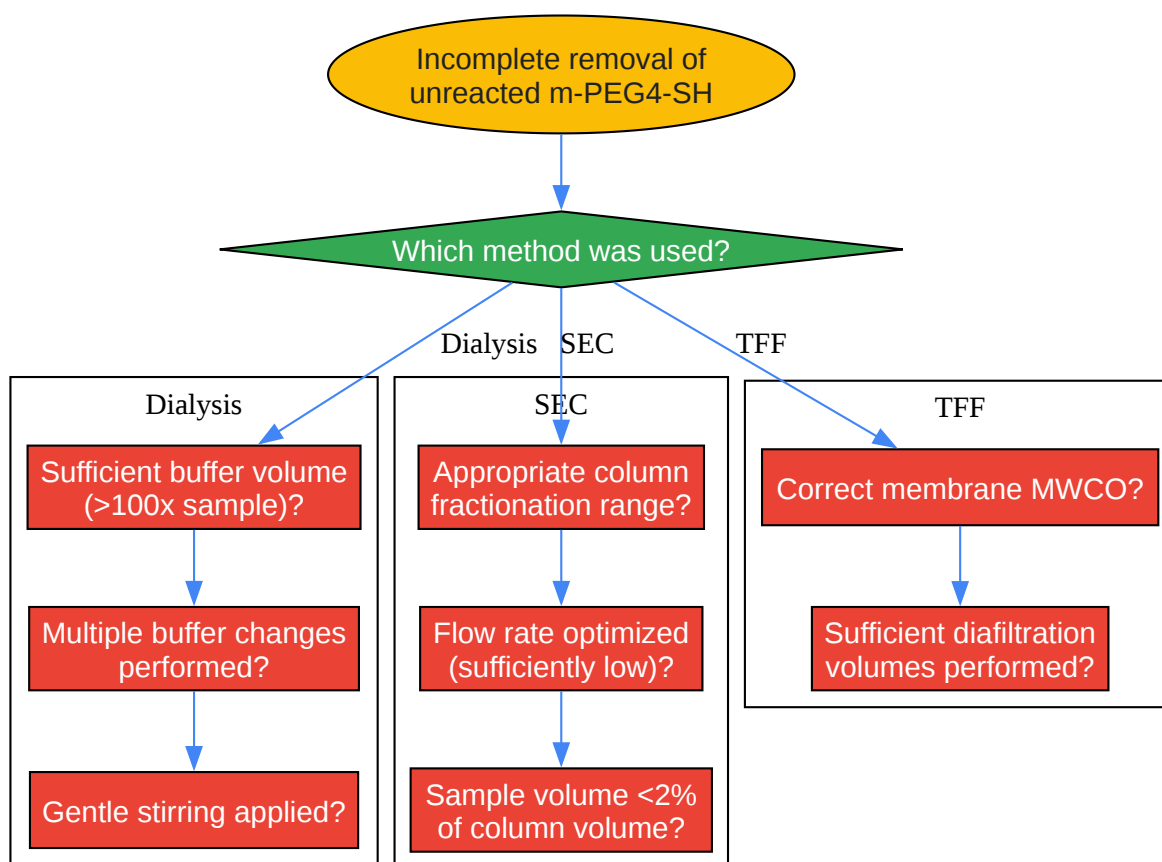 Incomplete removal of
unreacted m-PEG4-SH
Which method was used?
Dialysis
SEC
TFF
Dialysis
Sufficient buffer volume
(>100x sample)?
Multiple buffer changes
performed?
Gentle stirring applied?
SEC
Appropriate column
fractionation range?
Flow rate optimized
(sufficiently low)?
Sample volume <2%
of column volume?
TFF
Correct membrane MWCO?
Sufficient diafiltration
volumes performed?